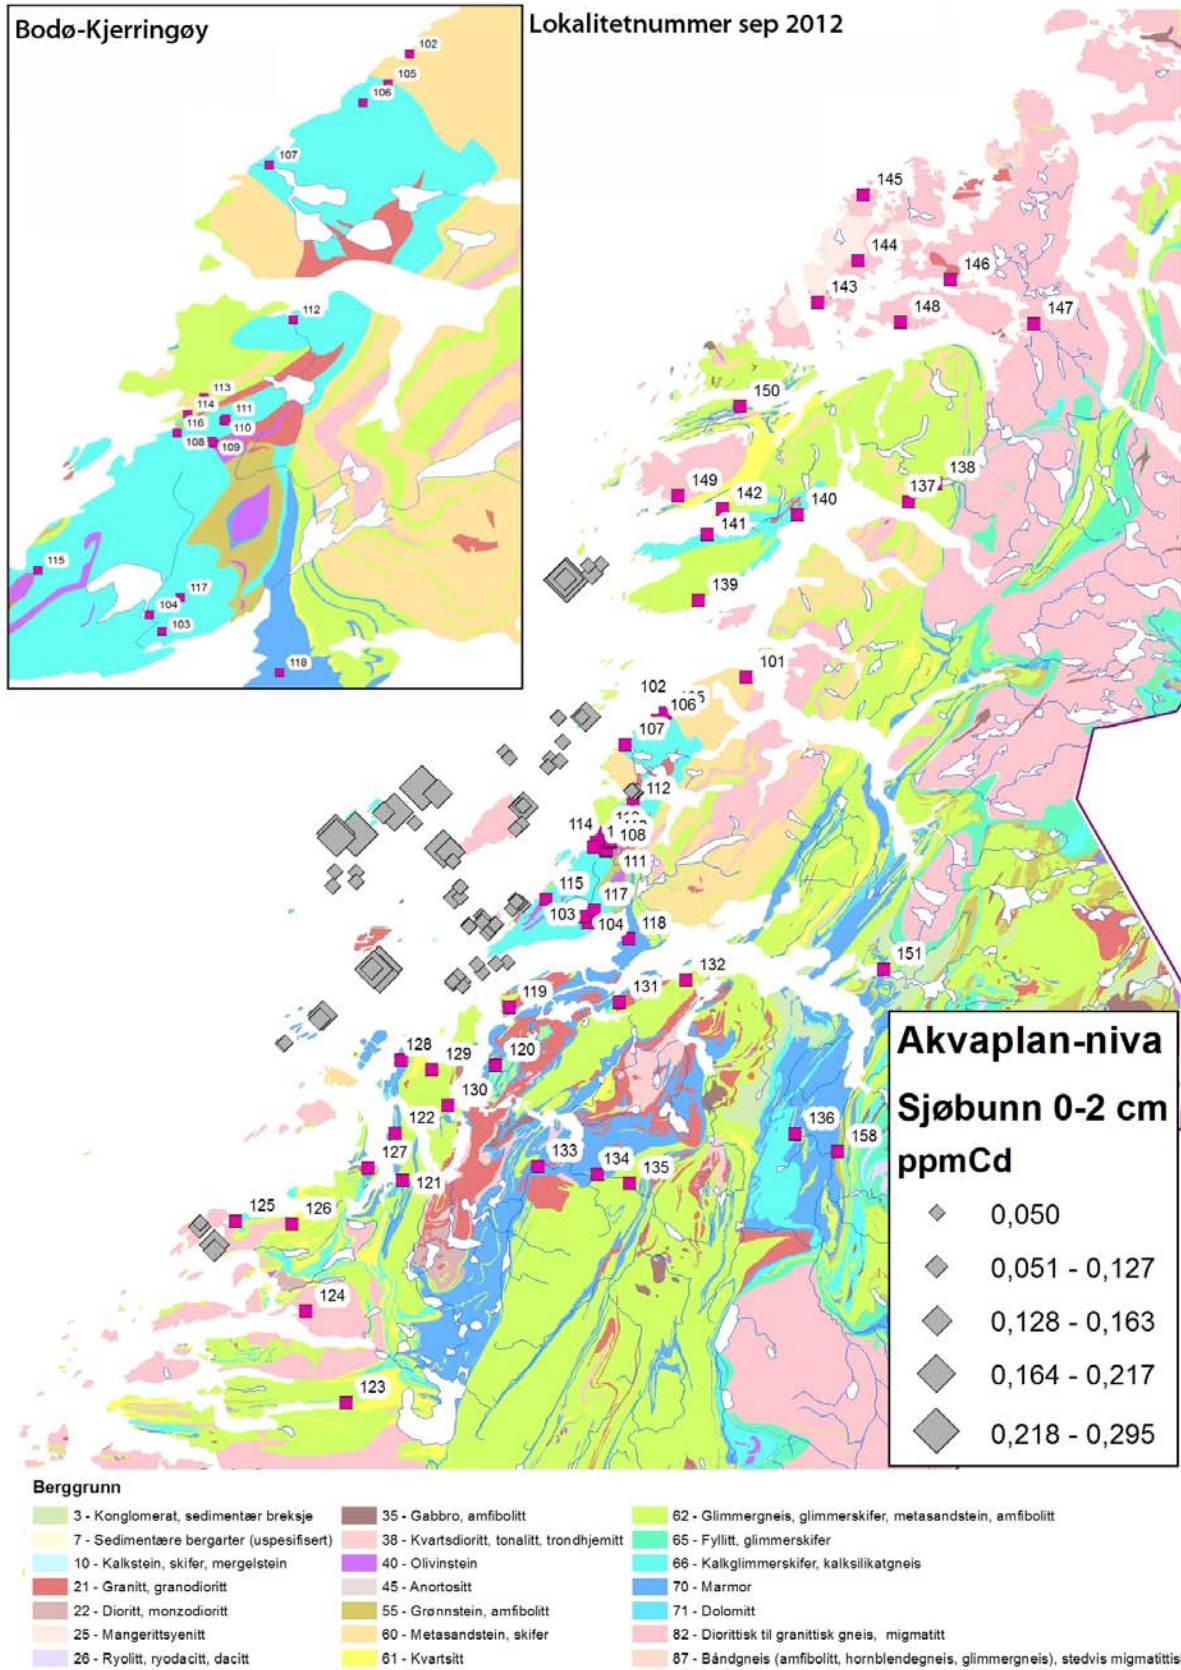 Bodø-Kjerringøy
Lokalitetnummer sep 2012
102
105
106
107
112
113
114
116
111
110
108
109
115
117
104
103
118
145
144
146
143
148
147
150
138
149
142
137
140
141
139
101
102
106
107
112
114
108
111
115
117
103
104
118
151
132
131
119
128
129
120
130
122
136
158
127
133
134
135
121
125
126
124
123
Akvaplan-niva
Sjøbunn 0-2 cm
ppmCd
0,050
0,051 - 0,127
0,128 - 0,163
0,164 - 0,217
0,218 - 0,295
Berggrunn
3 - Konglomerat, sedimentær breksje
7 - Sedimentære bergarter (uspesifisert)
10 - Kalkstein, skifer, mergelstein
21 - Granitt, granodioritt
22 - Dioritt, monzodioritt
25 - Mangerittsyenitt
26 - Ryolitt, ryodacitt, dacitt
35 - Gabbro, amfibolitt
38 - Kvartsdioritt, tonalitt, trondhjemitt
40 - Olivinstein
45 - Anortositt
55 - Grønnstein, amfibolitt
60 - Metasandstein, skifer
61 - Kvartsitt
62 - Glimmergneis, glimmerskifer, metasandstein, amfibolitt
65 - Fyllitt, glimmerskifer
66 - Kalkglimmerskifer, kalksilikatgneis
70 - Marmor
71 - Dolomitt
82 - Diorittisk til granittisk gneis, migmatitt
87 - Båndgneis (amfibolitt, hornblendegneis, glimmergneis), stedvis migmatittis